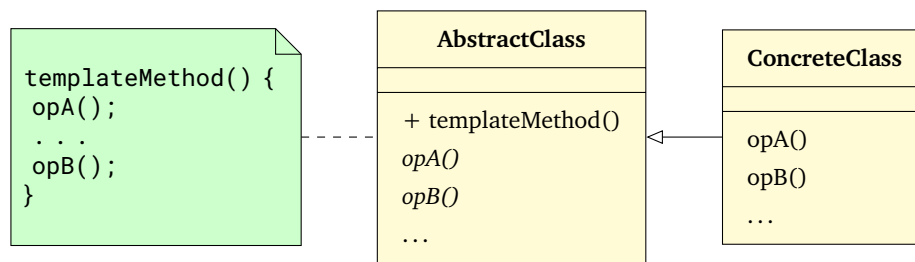 templateMethod() {
opA();
. . .
opB();
}
AbstractClass
+ templateMethod()
opA()
opB()
...
ConcreteClass
opA()
opB()
...